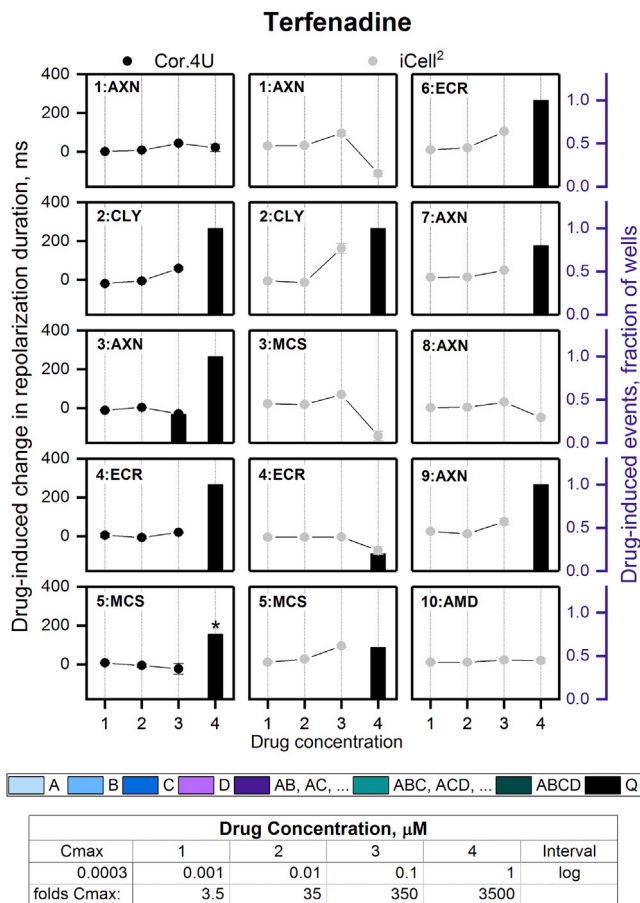 Terfenadine
Cor.4U iCell²
Drug-induced change in repolarization duration, ms
Drug-induced events, fraction of wells
400 1:AXN 1:AXN 6:ECR 1.0
200 0.5
0 0.0
400 2:CLY 2:CLY 7:AXN 1.0
200 0.5
0 0.0
400 3:AXN 3:MCS 8:AXN 1.0
200 0.5
0 0.0
400 4:ECR 4:ECR 9:AXN 1.0
200 0.5
0 0.0
400 5:MCS 5:MCS 10:AMD 1.0
200 * 0.5
0 0.0
1 2 3 4 1 2 3 4 1 2 3 4
Drug concentration
A B C D AB, AC, ... ABC, ACD, ... ABCD Q
Drug Concentration, μM
Cmax 1 2 3 4 Interval
0.0003 0.001 0.01 0.1 1 log
folds Cmax: 3.5 35 350 3500